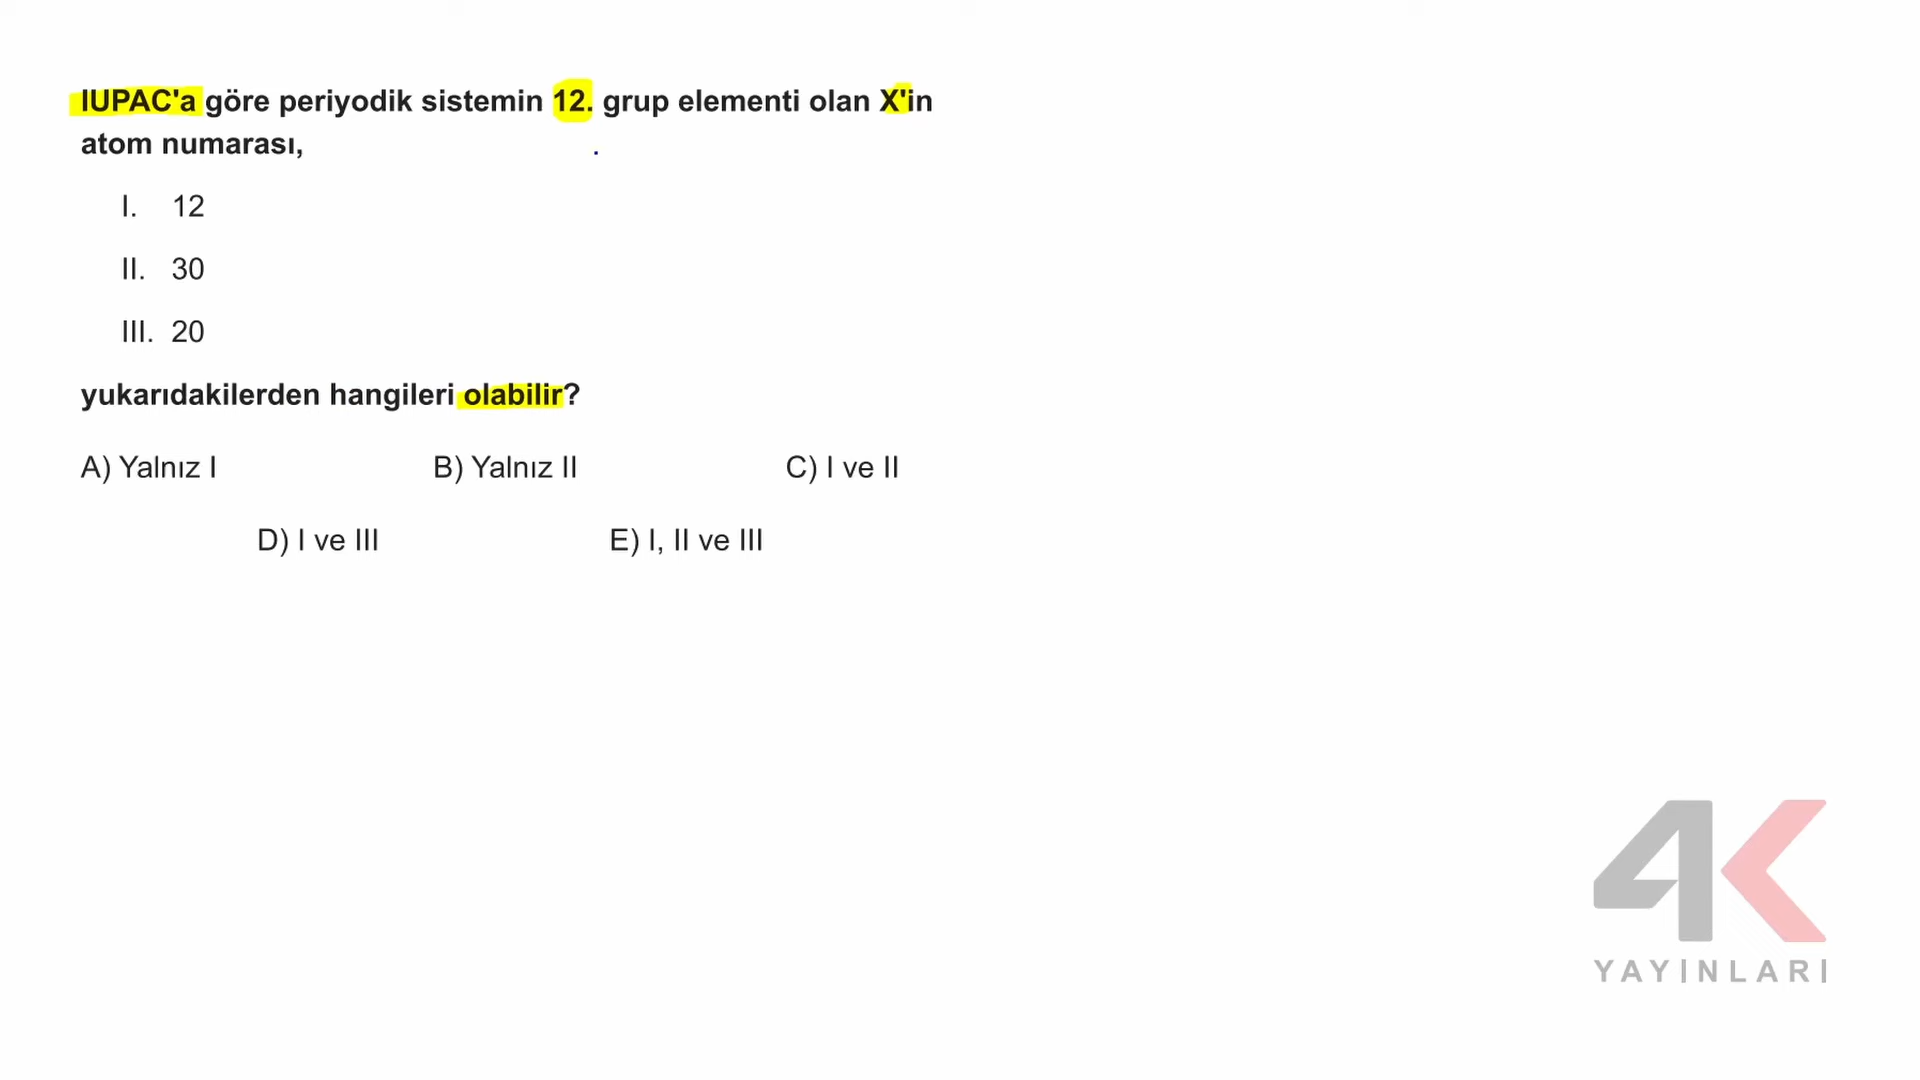 IUPAC'a göre periyodik sistemin 12. grup elementi olan X'in
atom numarası,
I. 12
II. 30
III. 20
yukarıdakilerden hangileri olabilir?
A) Yalnız I B) Yalnız II C) I ve II
D) I ve III E) I, II ve III
4K
YAYINLARI